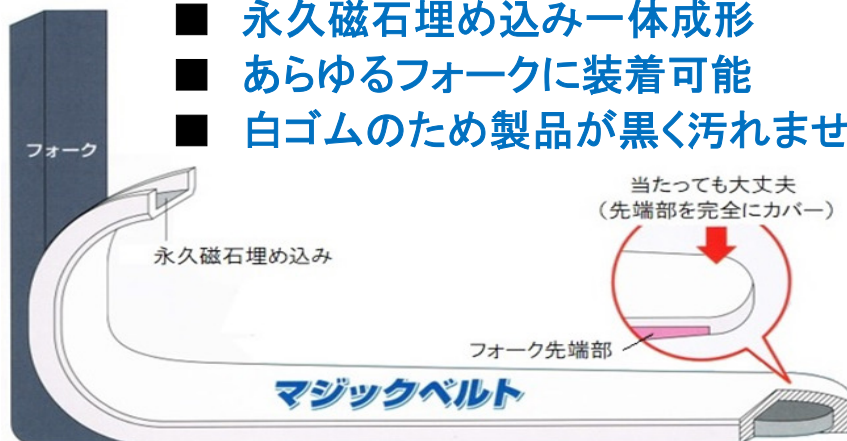 ■ 永久磁石埋め込み一体成形
■ あらゆるフォークに装着可能
■ 白ゴムのため製品が黒く汚れませ
フォーク
当たっても大丈夫
(先端部を完全にカバー)
永久磁石埋め込み
フォーク先端部
マジックベルト